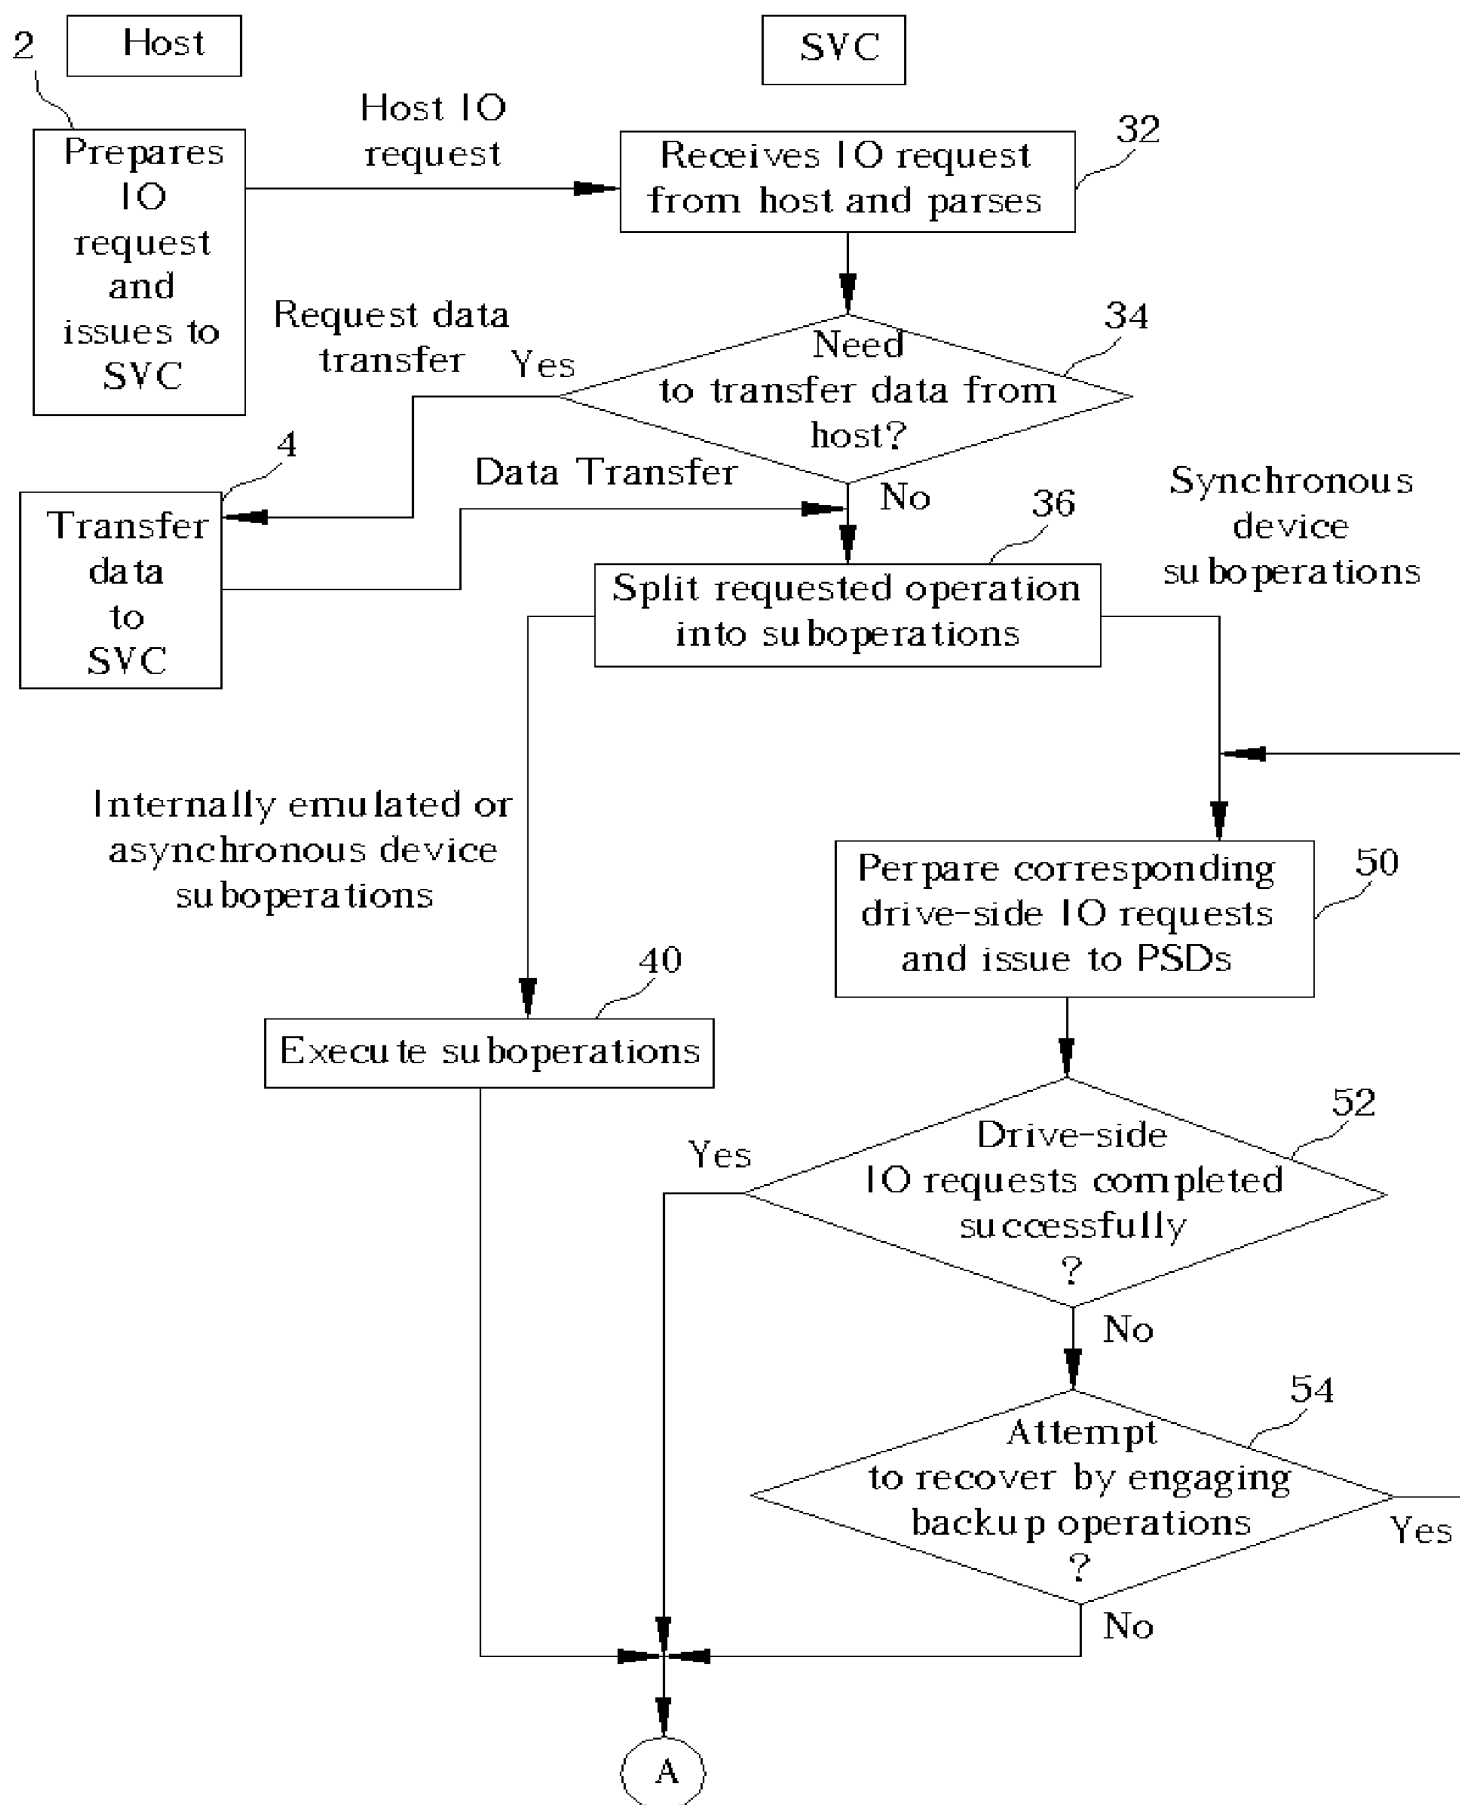 2
Host
SVC
Host IO
request
32
Prepares
IO
request
and
issues to
SVC
Receives IO request
from host and parses
Request data
transfer
Yes
34
Need
to transfer data from
host?
4
Data Transfer
No
36
Synchronous
device
suboperations
Transfer
data
to
SVC
Split requested operation
into suboperations
Internally emulated or
asynchronous device
suboperations
50
Perpare corresponding
drive-side IO requests
and issue to PSDs
40
Execute suboperations
52
Yes
Drive-side
IO requests completed
successfully
?
No
54
Attempt
to recover by engaging
backup operations
?
Yes
No
A